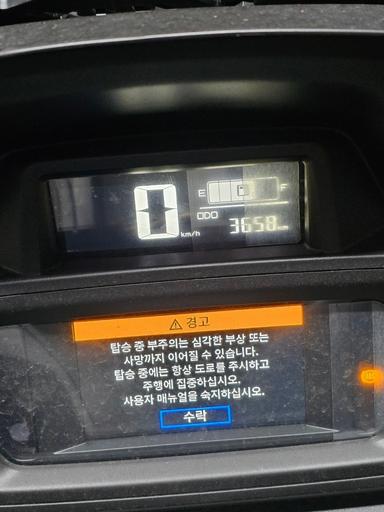 0
km/h
E F
ODO
3658 km
⚠ 경고
탑승 중 부주의는 심각한 부상 또는
사망까지 이어질 수 있습니다.
탑승 중에는 항상 도로를 주시하고
주행에 집중하십시오.
사용자 매뉴얼을 숙지하십시오.
수락